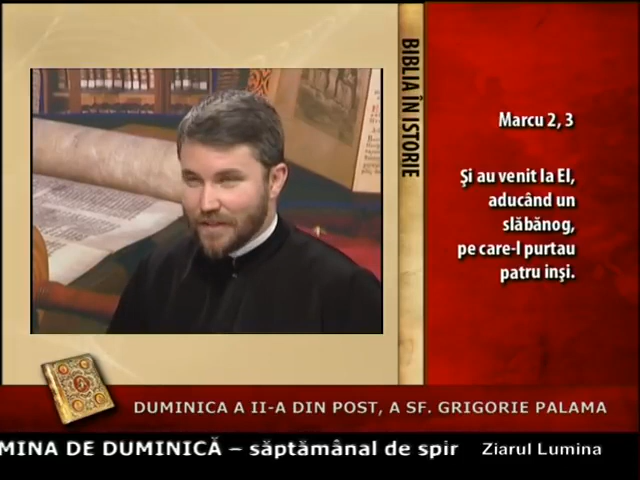 BIBLIA ÎN ISTORIE
Marcu 2, 3
Şi au venit la El,
aducând un
slăbănog,
pe care-l purtau
patru inşi.
DUMINICA A II-A DIN POST, A SF. GRIGORIE PALAMA
MINA DE DUMINICĂ – săptămânal de spir
Ziarul Lumina